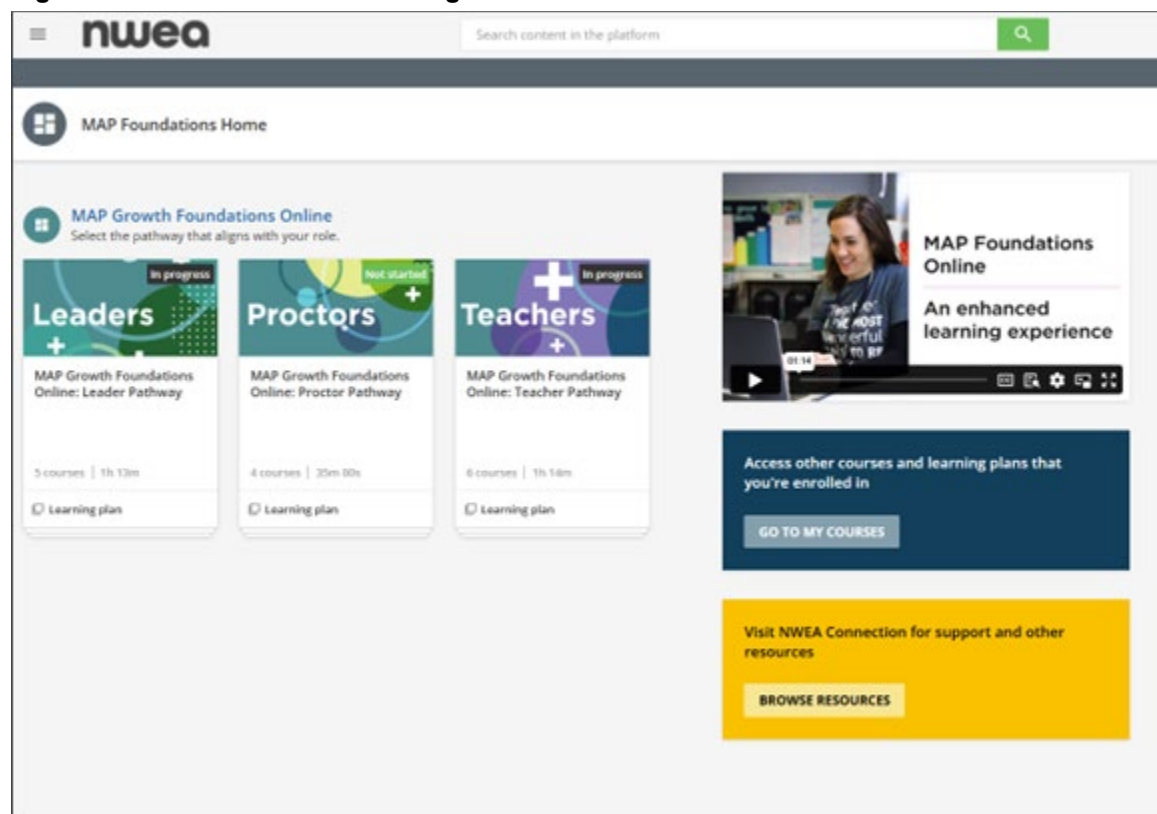 nwea
Search content in the platform
MAP Foundations Home
MAP Growth Foundations Online
Select the pathway that aligns with your role.
In progress
Leaders
MAP Growth Foundations
Online: Leader Pathway
5 courses | 1h 13m
Learning plan
Not started
Proctors
MAP Growth Foundations
Online: Proctor Pathway
4 courses | 35m 00s
Learning plan
In progress
Teachers
MAP Growth Foundations
Online: Teacher Pathway
6 courses | 1h 14m
Learning plan
MAP Foundations
Online
An enhanced
learning experience
01:14
Access other courses and learning plans that
you're enrolled in
GO TO MY COURSES
Visit NWEA Connection for support and other
resources
BROWSE RESOURCES